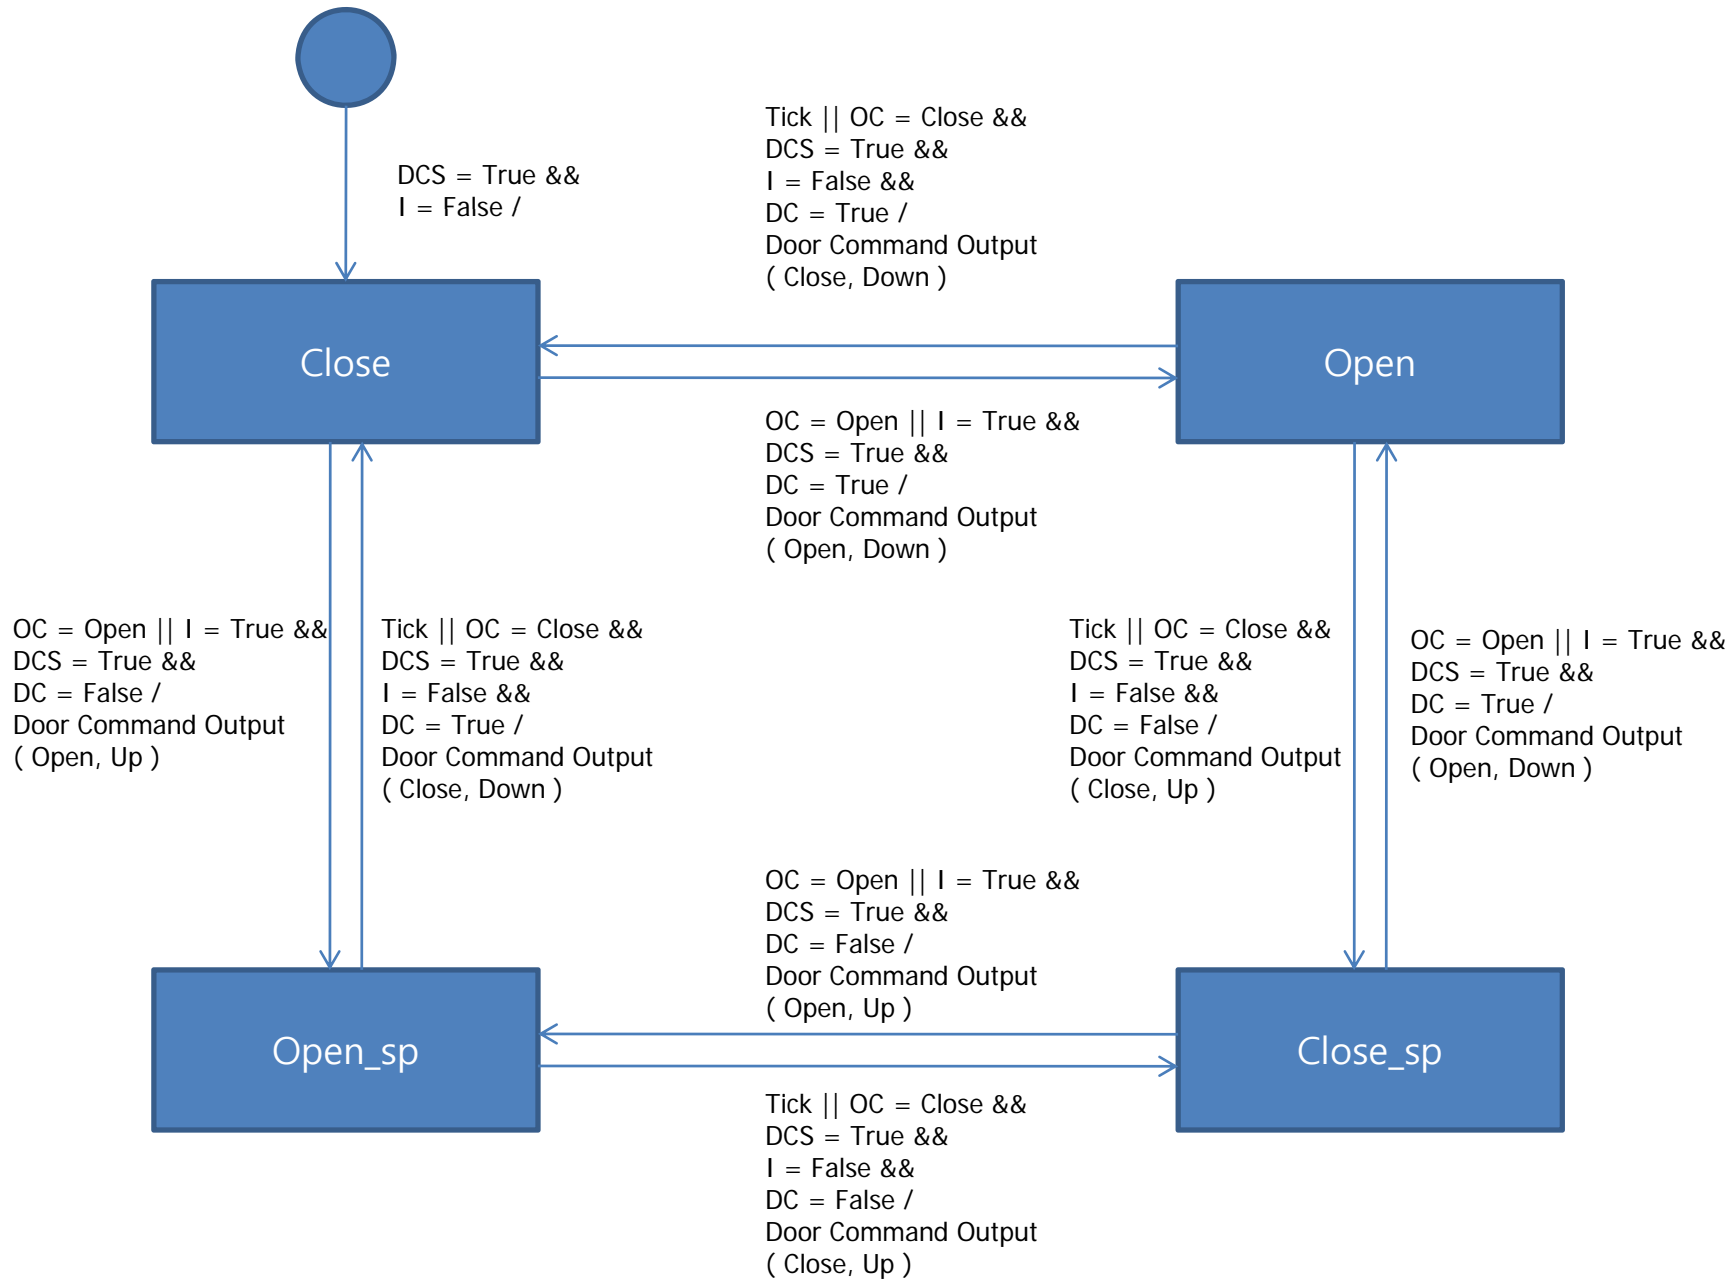 DCS = True &&
I = False /
Tick || OC = Close &&
DCS = True &&
I = False &&
DC = True /
Door Command Output
( Close, Down )
Close
Open
OC = Open || I = True &&
DCS = True &&
DC = True /
Door Command Output
( Open, Down )
OC = Open || I = True &&
DCS = True &&
DC = False /
Door Command Output
( Open, Up )
Tick || OC = Close &&
DCS = True &&
I = False &&
DC = True /
Door Command Output
( Close, Down )
Tick || OC = Close &&
DCS = True &&
I = False &&
DC = False /
Door Command Output
( Close, Up )
OC = Open || I = True &&
DCS = True &&
DC = True /
Door Command Output
( Open, Down )
OC = Open || I = True &&
DCS = True &&
DC = False /
Door Command Output
( Open, Up )
Open_sp
Close_sp
Tick || OC = Close &&
DCS = True &&
I = False &&
DC = False /
Door Command Output
( Close, Up )